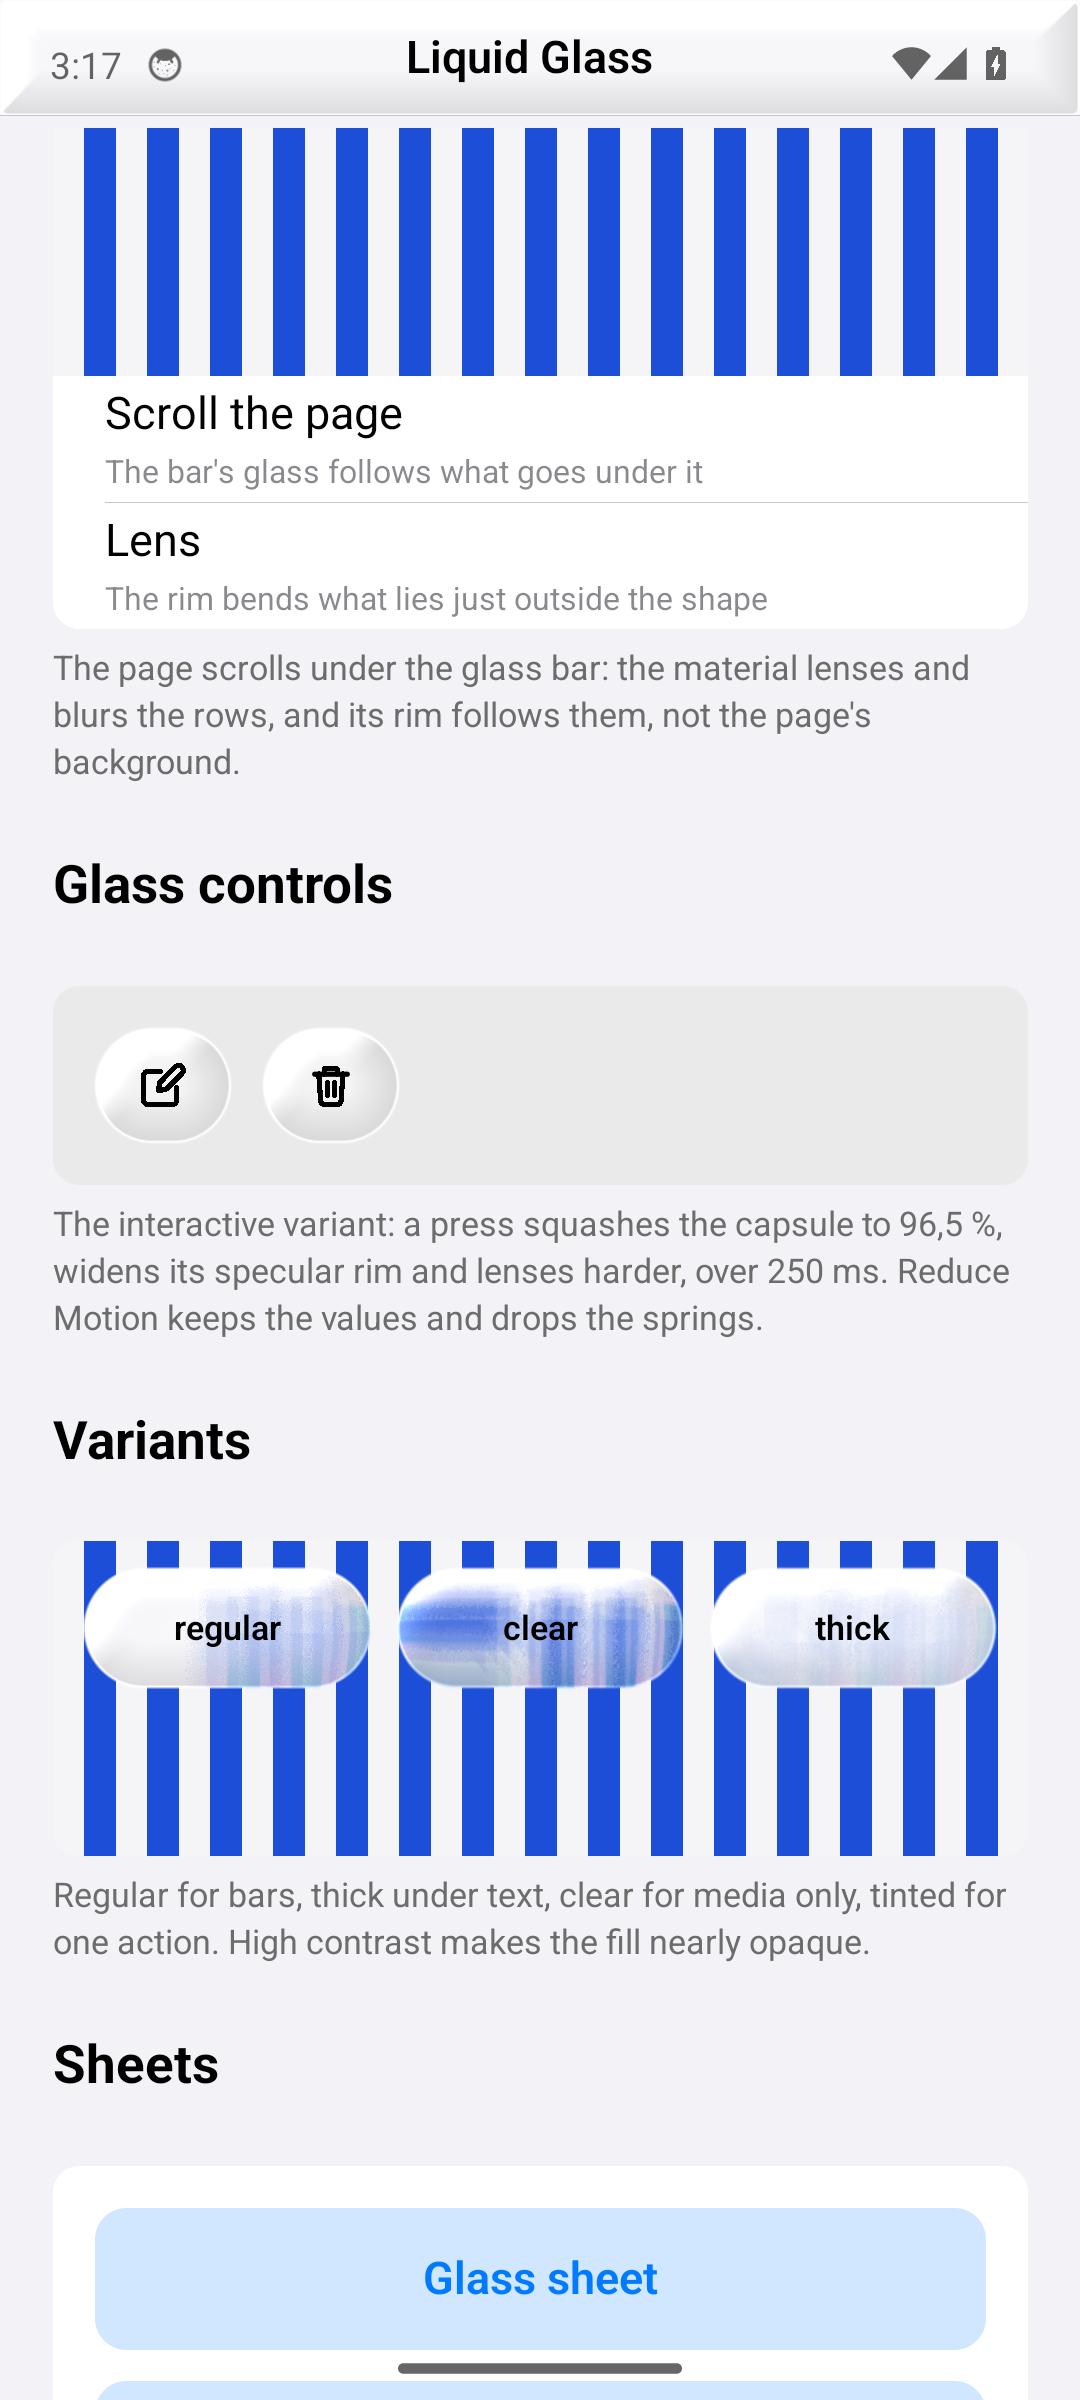 3:17
Liquid Glass
Scroll the page
The bar's glass follows what goes under it
Lens
The rim bends what lies just outside the shape
The page scrolls under the glass bar: the material lenses and
blurs the rows, and its rim follows them, not the page's
background.
Glass controls
The interactive variant: a press squashes the capsule to 96,5 %,
widens its specular rim and lenses harder, over 250 ms. Reduce
Motion keeps the values and drops the springs.
Variants
regular
clear
thick
Regular for bars, thick under text, clear for media only, tinted for
one action. High contrast makes the fill nearly opaque.
Sheets
Glass sheet